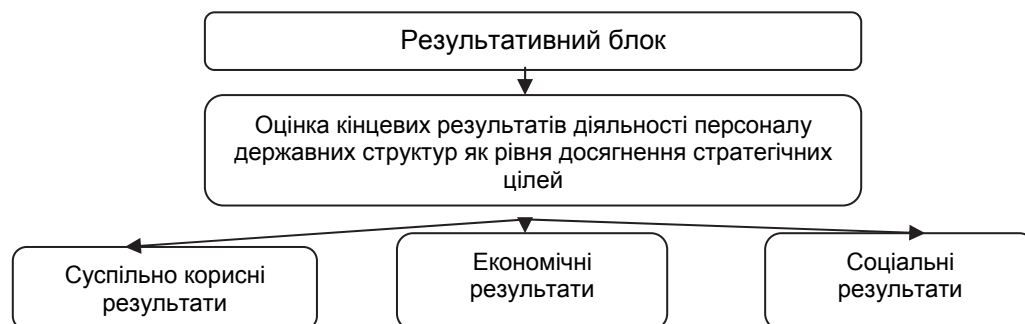 Результативний блок
Оцінка кінцевих результатів діяльності персоналу
державних структур як рівня досягнення стратегічних
цілей
Суспільно корисні
результати
Економічні
результати
Соціальні
результати